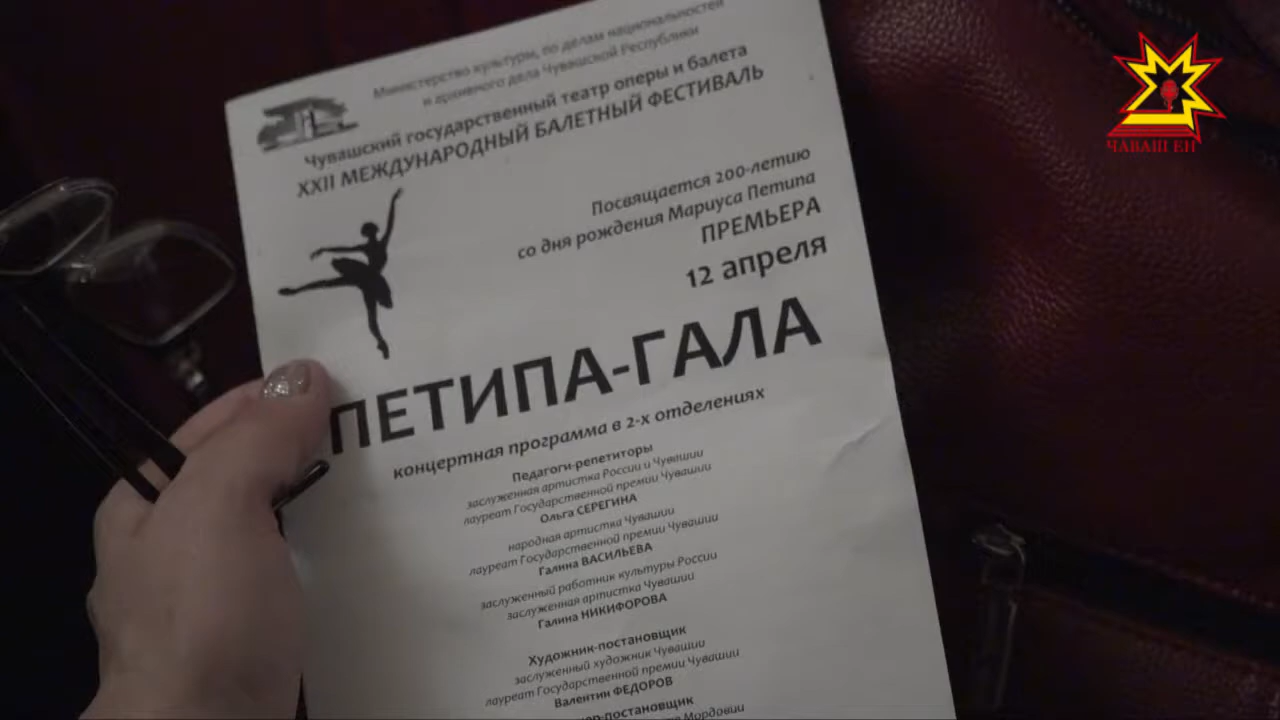 Министерство культуры, по делам национальностей
и архивного дела Чувашской Республики
Чувашский государственный театр оперы и балета
XXII МЕЖДУНАРОДНЫЙ БАЛЕТНЫЙ ФЕСТИВАЛЬ
Посвящается 200-летию
со дня рождения Мариуса Петипа
ПРЕМЬЕРА
12 апреля
ПЕТИПА-ГАЛА
концертная программа в 2-х отделениях
Педагоги-репетиторы
заслуженная артистка России и Чувашии
лауреат Государственной премии Чувашии
Ольга СЕРЕГИНА
народная артистка Чувашии
лауреат Государственной премии Чувашии
Галина ВАСИЛЬЕВА
заслуженный работник культуры России
заслуженная артистка Чувашии
Галина НИКИФОРОВА
Художник-постановщик
заслуженный художник Чувашии
лауреат Государственной премии Чувашии
Валентин ФЕДОРОВ
-постановщик
Мордовии
ЧӐВАШ ЕН